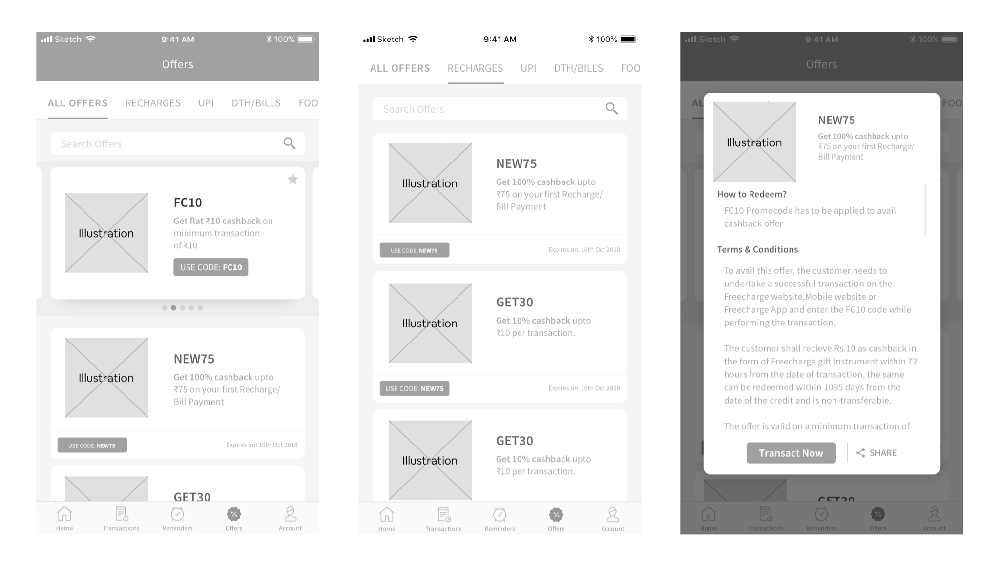 Sketch 9:41 AM 100%
Offers
ALL OFFERS RECHARGES UPI DTH/BILLS FOO
Search Offers
Illustration
FC10
Get flat ₹10 cashback on
minimum transaction
of ₹10
USE CODE: FC10
Illustration
NEW75
Get 100% cashback upto
₹75 on your first Recharge/
Bill Payment
USE CODE: NEW75 Expires on: 16th Oct 2018
GET30
Home Transactions Reminders Offers Account
Sketch 9:41 AM 100%
ALL OFFERS RECHARGES UPI DTH/BILLS FOO
Search Offers
Illustration
NEW75
Get 100% cashback upto
₹75 on your first Recharge/
Bill Payment
USE CODE: NEW75 Expires on: 16th Oct 2018
Illustration
GET30
Get 10% cashback upto
₹10 per transaction.
USE CODE: NEW75 Expires on: 16th Oct 2018
Illustration
GET30
Get 10% cashback upto
₹10 per transaction.
Home Transactions Reminders Offers Account
Sketch 9:41 AM 100%
Offers
AL FOO
Illustration
NEW75
Get 100% cashback upto
₹75 on your first Recharge/
Bill Payment
How to Redeem?
FC10 Promocode has to be applied to avail
cashback offer
Terms & Conditions
To avail this offer, the customer needs to
undertake a successful transaction on the
Freecharge website,Mobile website or
Freecharge App and enter the FC10 code while
performing the transaction.
The customer shall recieve Rs.10 as cashback in
the form of Freecharge gift Instrument within 72
hours from the date of transaction, the same
can be redeemed within 1095 days from the
date of the credit and is non-transferable.
The offer is valid on a minimum transaction of
Transact Now SHARE
GET30
Home Transactions Reminders Offers Account